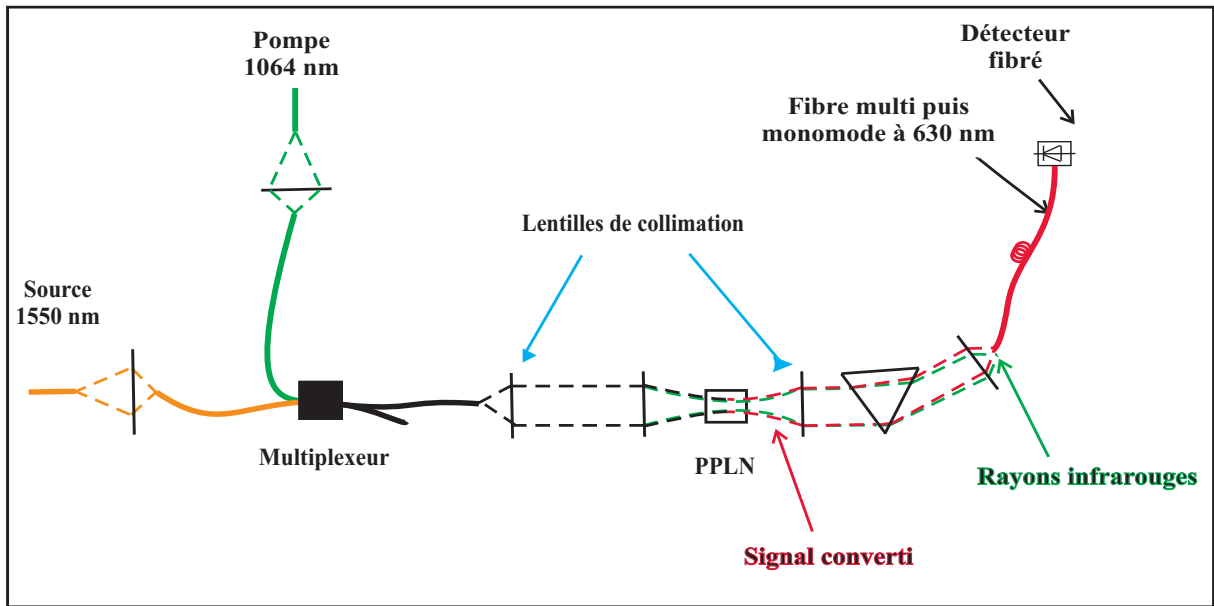 Pompe
1064 nm
Détecteur
fibré
Fibre multi puis
monomode à 630 nm
Lentilles de collimation
Source
1550 nm
Multiplexeur
PPLN
Rayons infrarouges
Signal converti